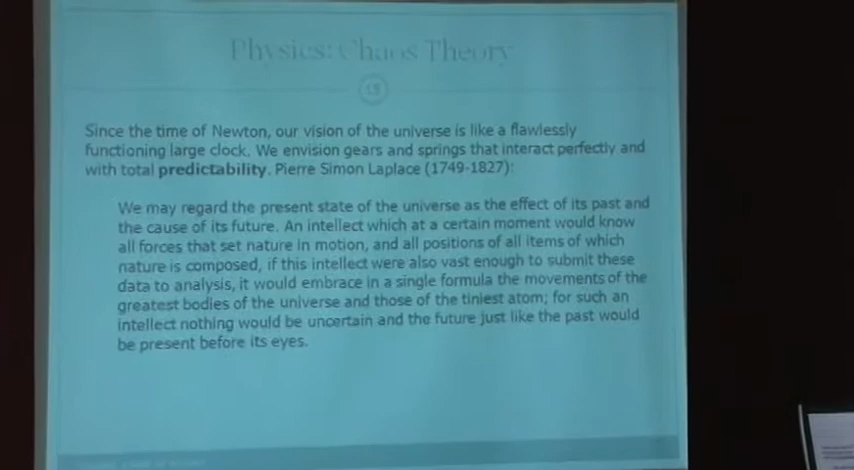 Physics: Chaos Theory
15
Since the time of Newton, our vision of the universe is like a flawlessly
functioning large clock. We envision gears and springs that interact perfectly and
with total predictability. Pierre Simon Laplace (1749-1827):
We may regard the present state of the universe as the effect of its past and
the cause of its future. An intellect which at a certain moment would know
all forces that set nature in motion, and all positions of all items of which
nature is composed, if this intellect were also vast enough to submit these
data to analysis, it would embrace in a single formula the movements of the
greatest bodies of the universe and those of the tiniest atom; for such an
intellect nothing would be uncertain and the future just like the past would
be present before its eyes.